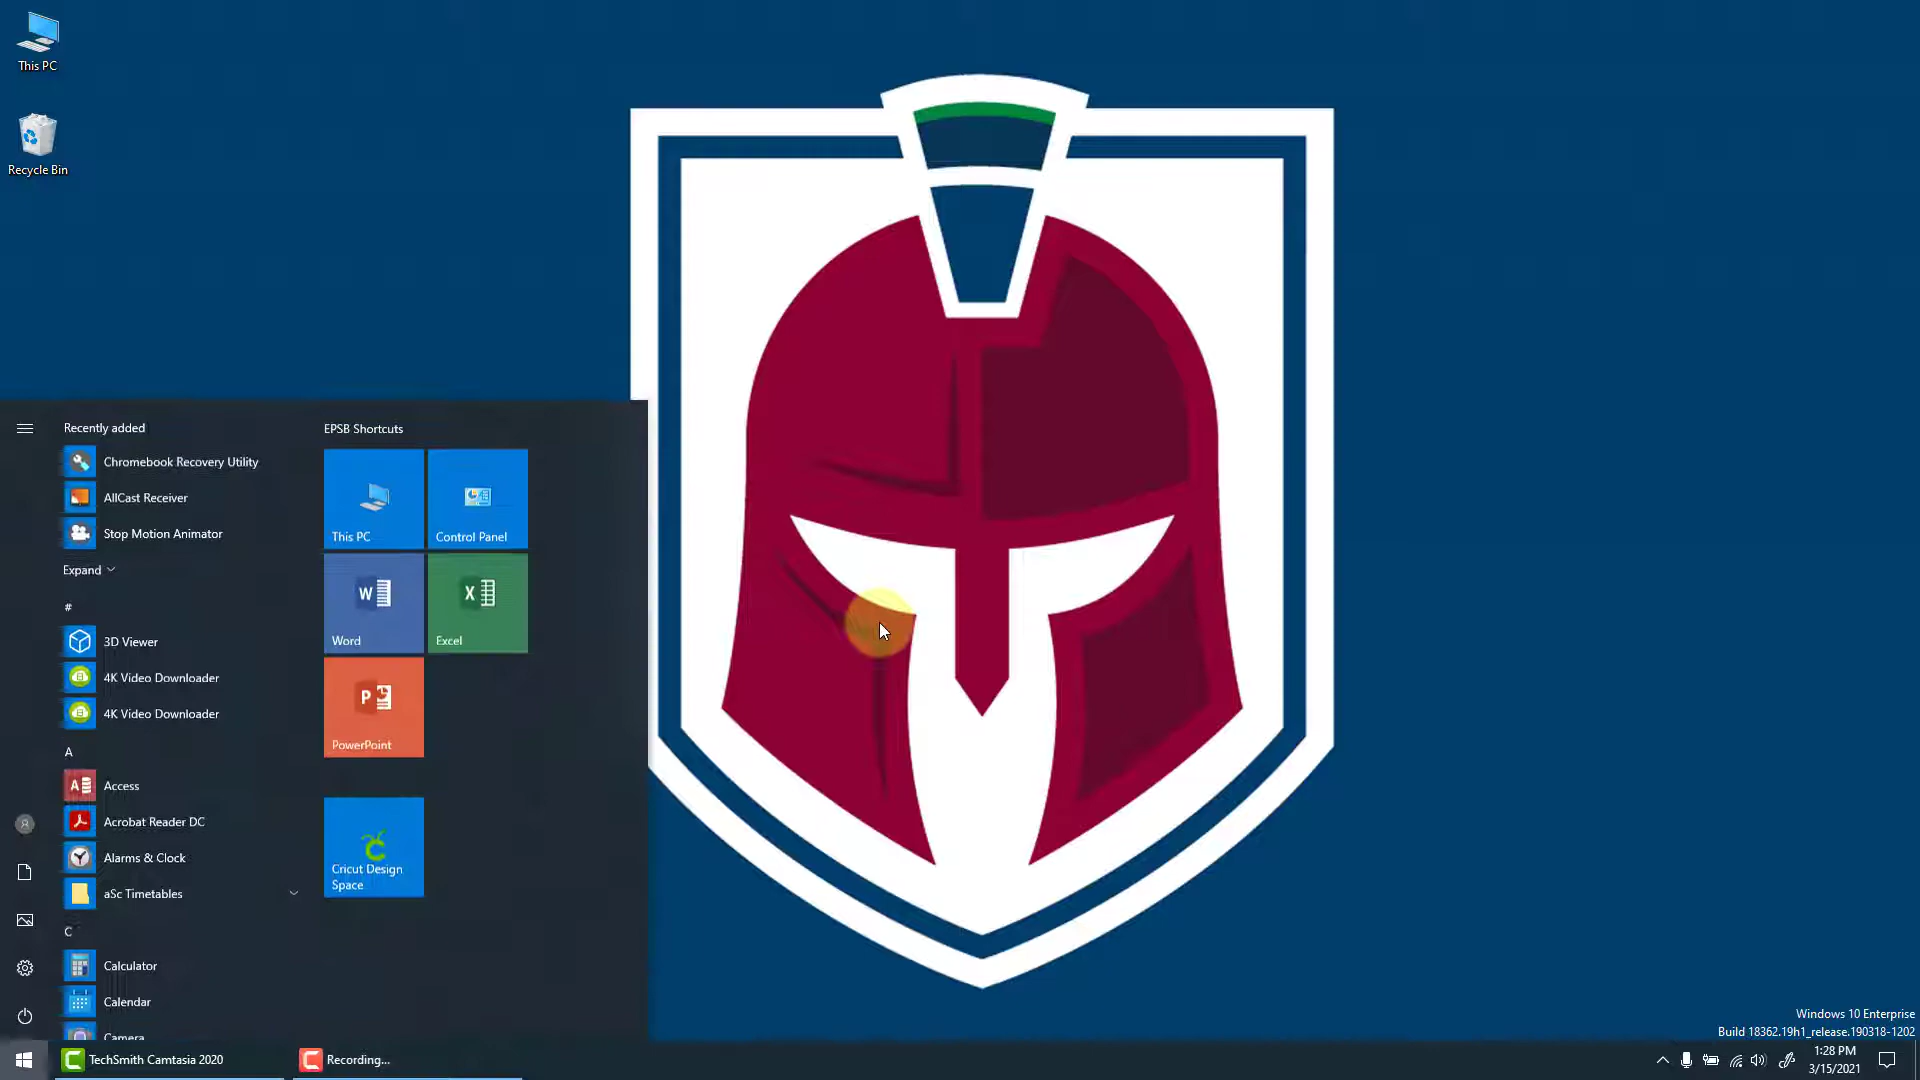 This PC
Recycle Bin
Recently added
Chromebook Recovery Utility
AllCast Receiver
Stop Motion Animator
Expand
#
3D Viewer
4K Video Downloader
4K Video Downloader
A
Access
Acrobat Reader DC
Alarms & Clock
aSc Timetables
C
Calculator
Calendar
Camera
EPSB Shortcuts
This PC
Control Panel
Word
Excel
PowerPoint
Cricut Design
Space
Windows 10 Enterprise
Build 18362.19h1_release.190318-1202
TechSmith Camtasia 2020
Recording...
1:28 PM
3/15/2021